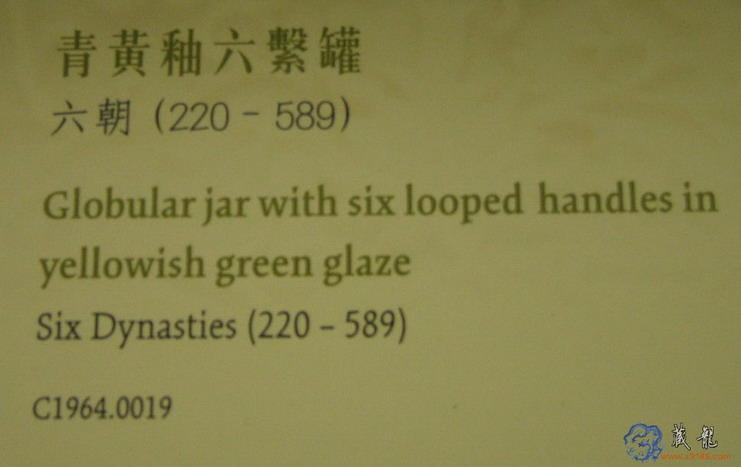 青黃釉六繫罐
六朝 (220 - 589)
Globular jar with six looped handles in
yellowish green glaze
Six Dynasties (220 – 589)
C1964.0019
藏龍